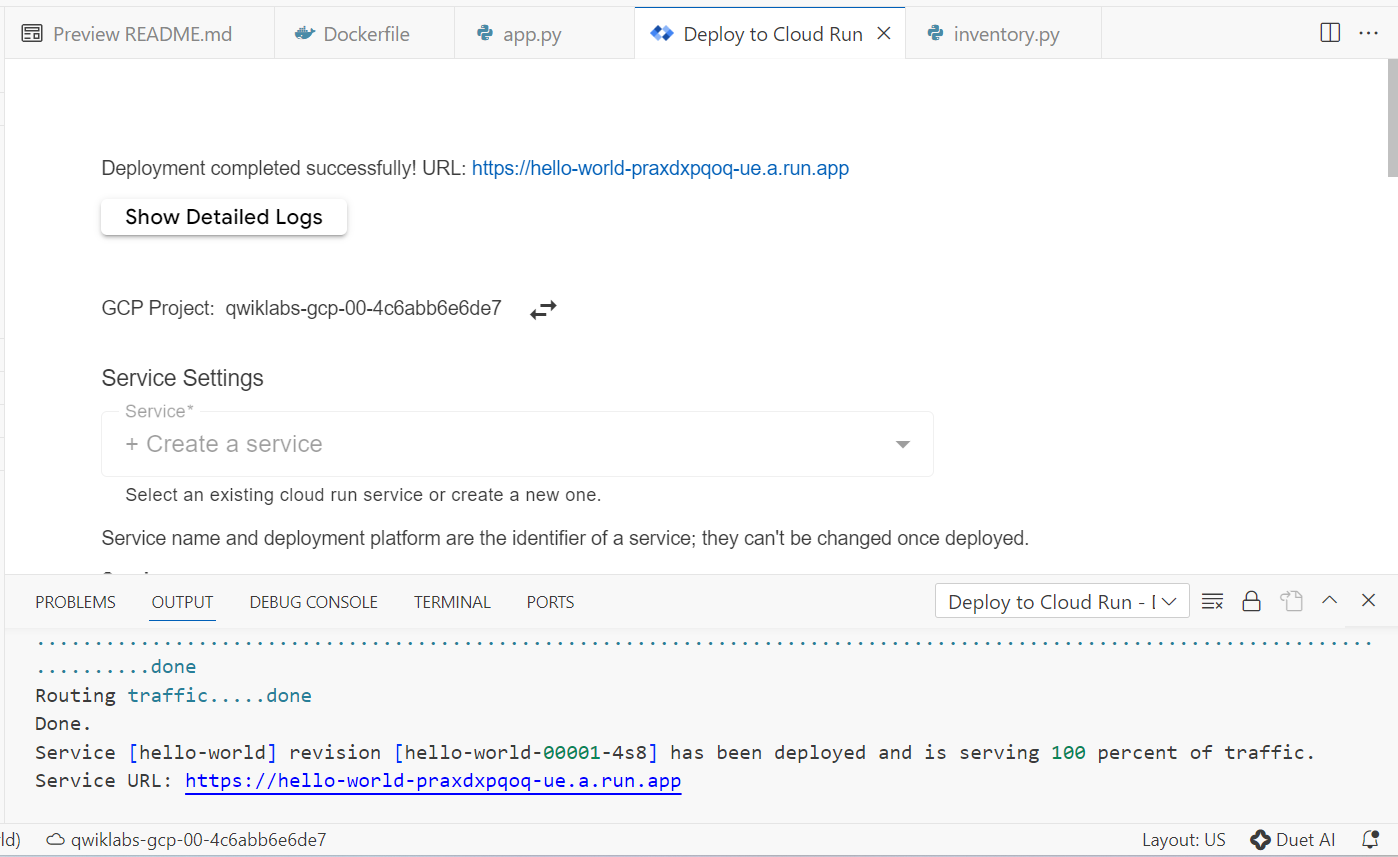 Preview README.md Dockerfile app.py Deploy to Cloud Run inventory.py
Deployment completed successfully! URL: https://hello-world-praxdxpqoq-ue.a.run.app
Show Detailed Logs
GCP Project: qwiklabs-gcp-00-4c6abb6e6de7
Service Settings
Service*
+ Create a service
Select an existing cloud run service or create a new one.
Service name and deployment platform are the identifier of a service; they can't be changed once deployed.
PROBLEMS OUTPUT DEBUG CONSOLE TERMINAL PORTS Deploy to Cloud Run -
..........done
Routing traffic.....done
Done.
Service [hello-world] revision [hello-world-00001-4s8] has been deployed and is serving 100 percent of traffic.
Service URL: https://hello-world-praxdxpqoq-ue.a.run.app
ld) qwiklabs-gcp-00-4c6abb6e6de7 Layout: US Duet AI